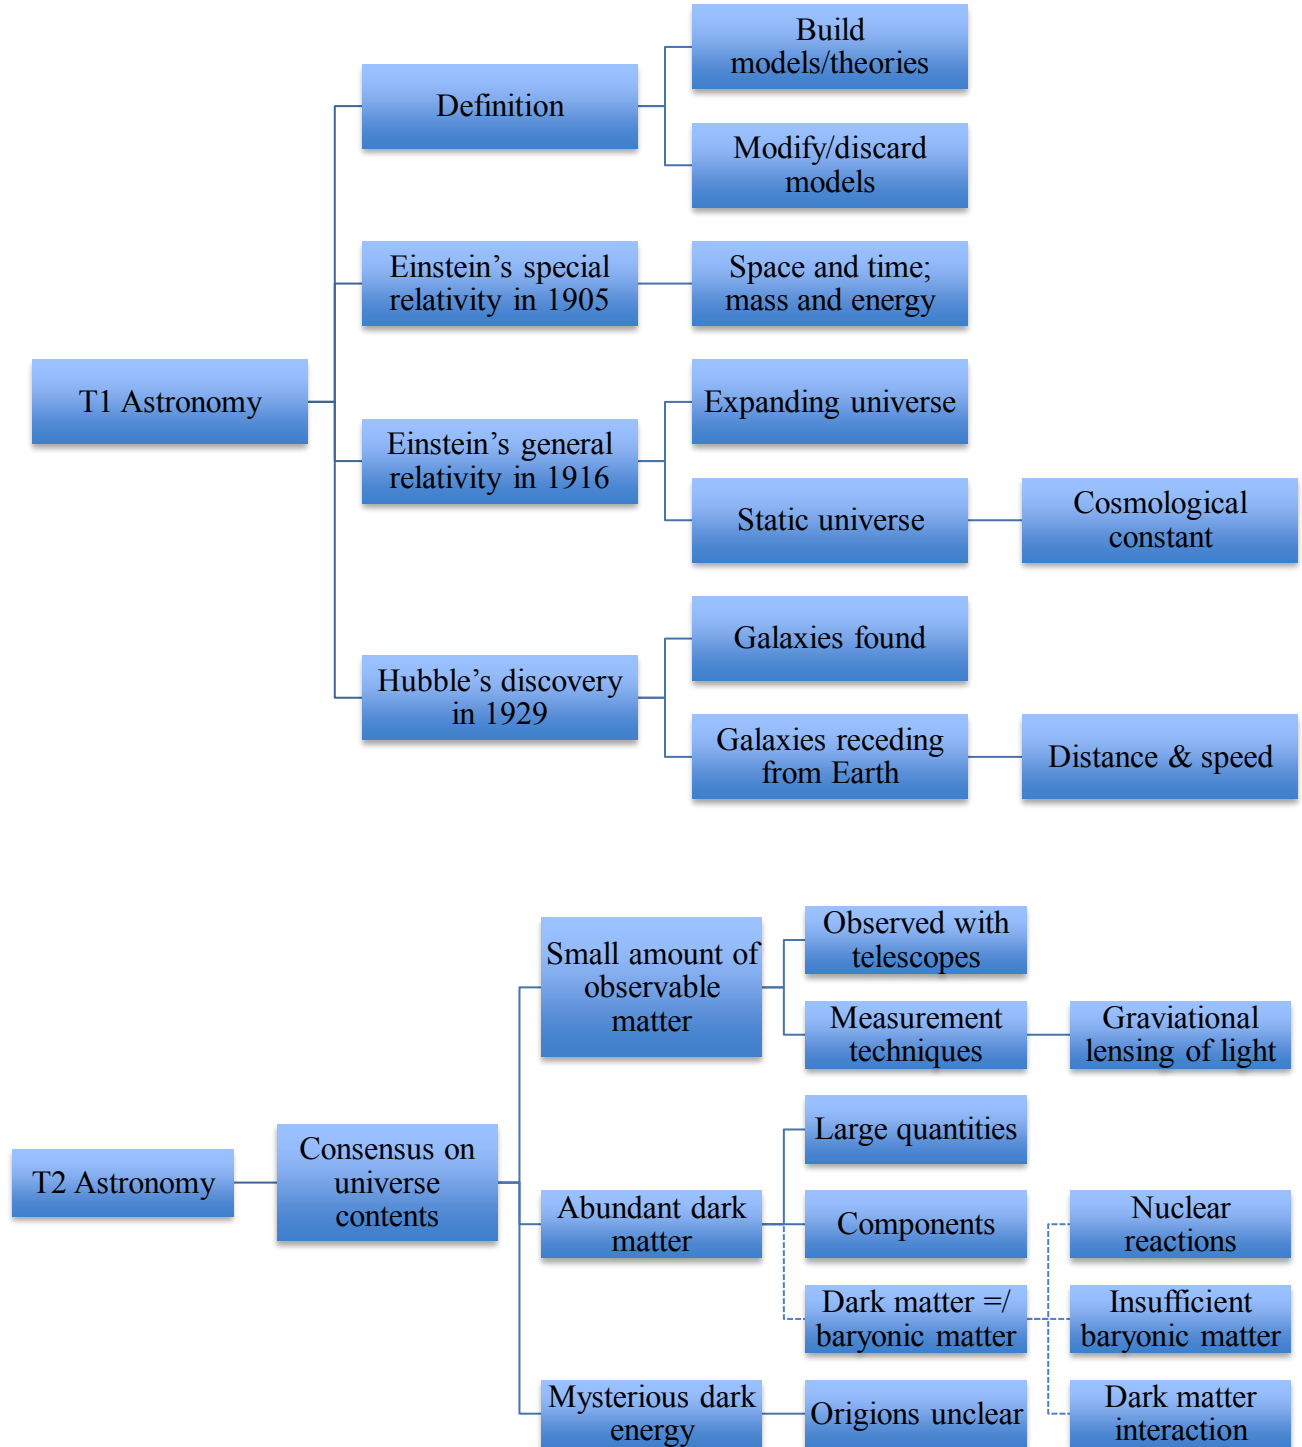 Build
models/theories
Definition
Modify/discard
models
Einstein’s special
relativity in 1905
Space and time;
mass and energy
T1 Astronomy
Expanding universe
Einstein’s general
relativity in 1916
Static universe
Cosmological
constant
Galaxies found
Hubble’s discovery
in 1929
Galaxies receding
from Earth
Distance & speed
Small amount of
observable
matter
Observed with
telescopes
Measurement
techniques
Graviational
lensing of light
T2 Astronomy
Consensus on
universe
contents
Large quantities
Abundant dark
matter
Components
Nuclear
reactions
Dark matter =/
baryonic matter
Insufficient
baryonic matter
Mysterious dark
energy
Origions unclear
Dark matter
interaction